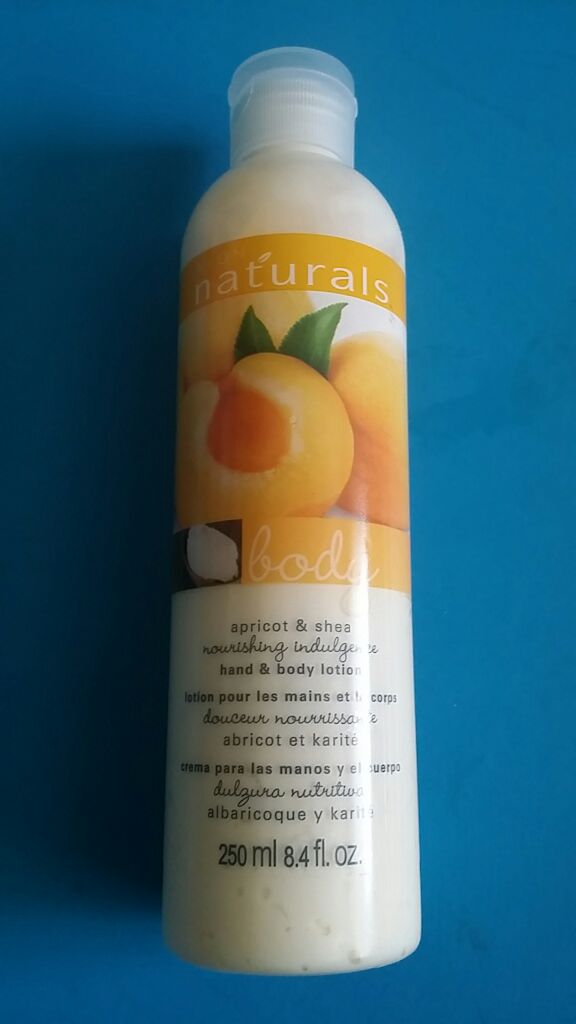 naturals
body
apricot & shea
nourishing indulgence
hand & body lotion
lotion pour les mains et le corps
douceur nourrissante
abricot et karité
crema para las manos y el cuerpo
dulzura nutritiva
albaricoque y karité
250 ml 8.4 fl. oz.